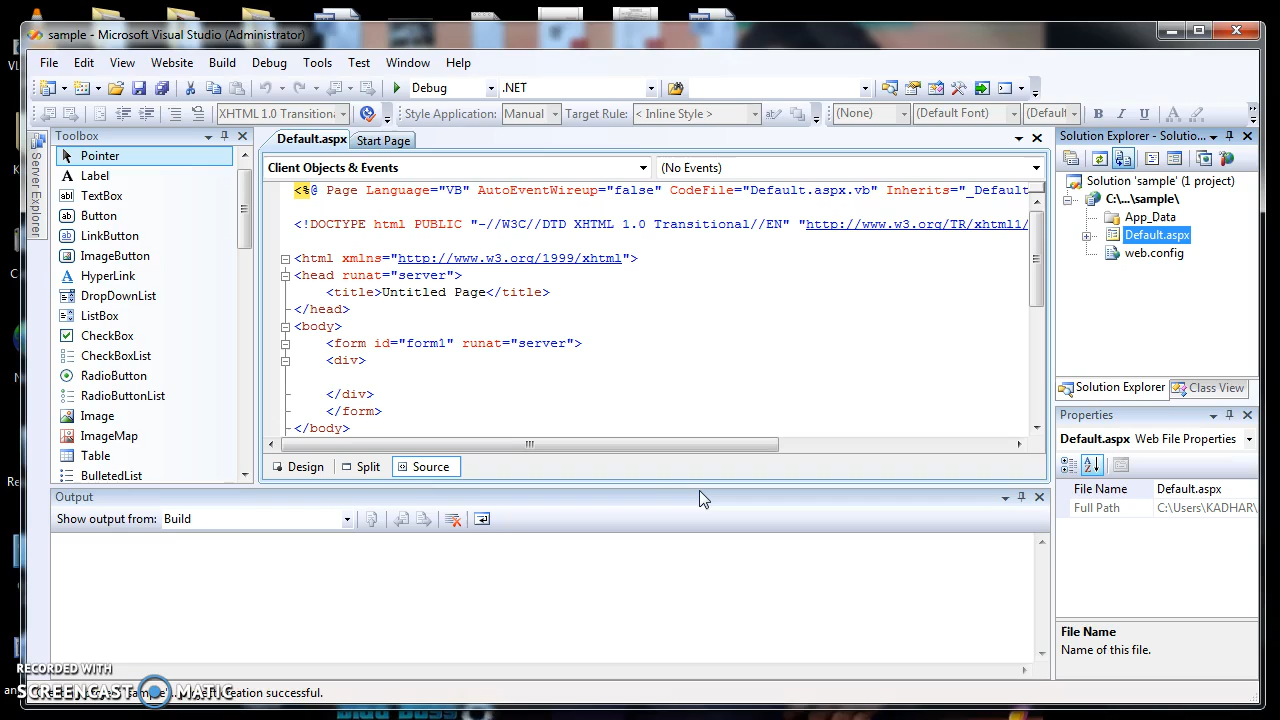 sample - Microsoft Visual Studio (Administrator)
File Edit View Website Build Debug Tools Test Window Help
Debug .NET
XHTML 1.0 Transition Style Application: Manual Target Rule: < Inline Style > (None) (Default Font) (Default
Server Explorer
Toolbox
Pointer
Label
TextBox
Button
LinkButton
ImageButton
HyperLink
DropDownList
ListBox
CheckBox
CheckBoxList
RadioButton
RadioButtonList
Image
ImageMap
Table
BulletedList
Default.aspx Start Page
Client Objects & Events (No Events)
<%@ Page Language="VB" AutoEventWireup="false" CodeFile="Default.aspx.vb" Inherits="_Default
<!DOCTYPE html PUBLIC "-//W3C//DTD XHTML 1.0 Transitional//EN" "http://www.w3.org/TR/xhtml1/
<html xmlns="http://www.w3.org/1999/xhtml">
<head runat="server">
<title>Untitled Page</title>
</head>
<body>
<form id="form1" runat="server">
<div>
</div>
</form>
</body>
Design Split Source
Solution Explorer - Solutio...
Solution 'sample' (1 project)
C:\...\sample\
App_Data
Default.aspx
web.config
Solution Explorer Class View
Properties
Default.aspx Web File Properties
File Name Default.aspx
Full Path C:\Users\KADHAR\
File Name
Name of this file.
Output
Show output from: Build
RECORDED WITH
SCREENCAST MATIC
creation successful.